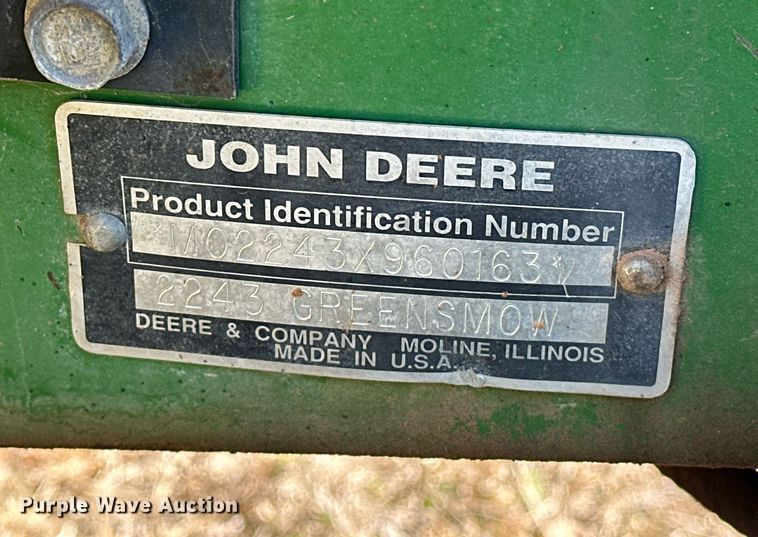 JOHN DEERE
Product Identification Number
*M02243X960163*
2243 GREENSMOW
DEERE & COMPANY MOLINE, ILLINOIS
MADE IN U.S.A.
Purple Wave Auction